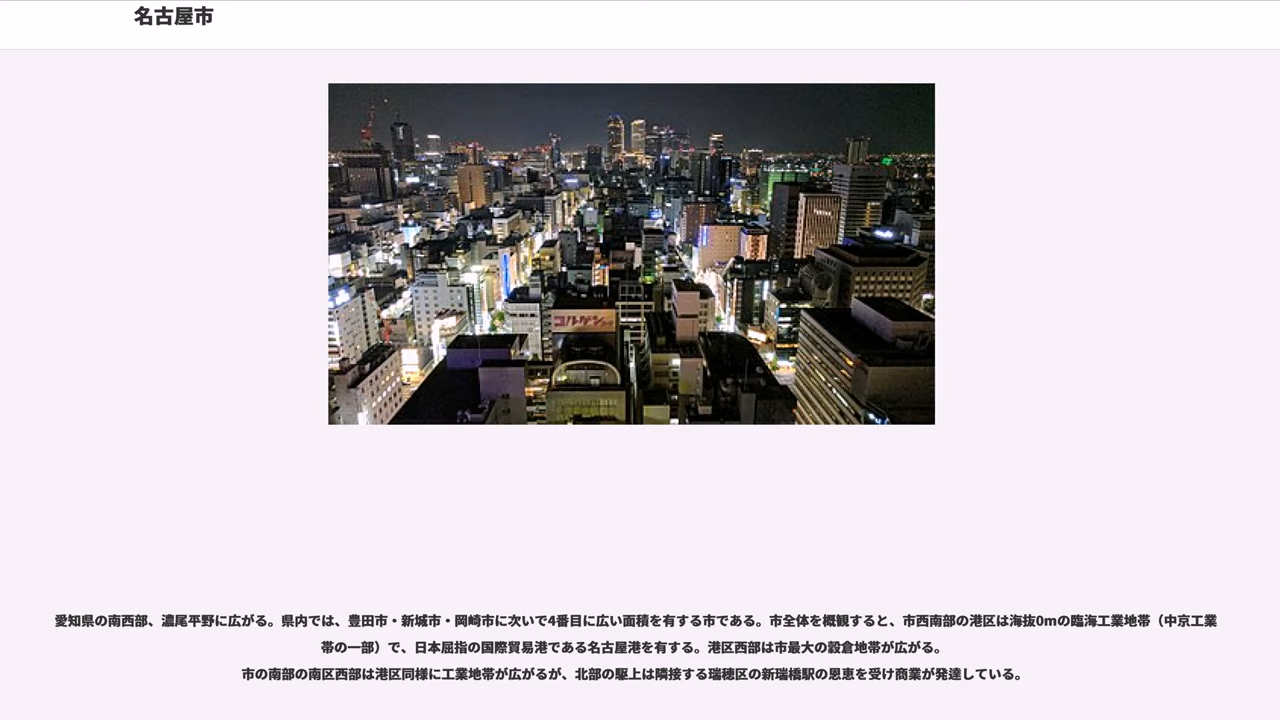 名古屋市
コルゲン
愛知県の南西部、濃尾平野に広がる。県内では、豊田市・新城市・岡崎市に次いで4番目に広い面積を有する市である。市全体を概観すると、市西南部の港区は海抜0mの臨海工業地帯（中京工業
帯の一部）で、日本屈指の国際貿易港である名古屋港を有する。港区西部は市最大の穀倉地帯が広がる。
市の南部の南区西部は港区同様に工業地帯が広がるが、北部の駆上は隣接する瑞穂区の新瑞橋駅の恩恵を受け商業が発達している。